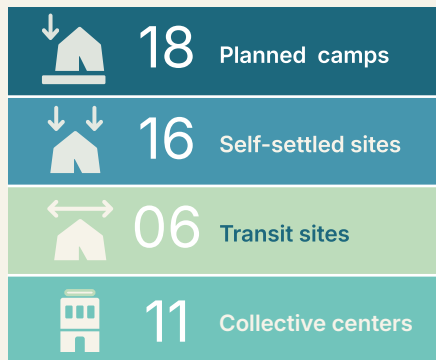 18 Planned camps
16 Self-settled sites
06 Transit sites
11 Collective centers